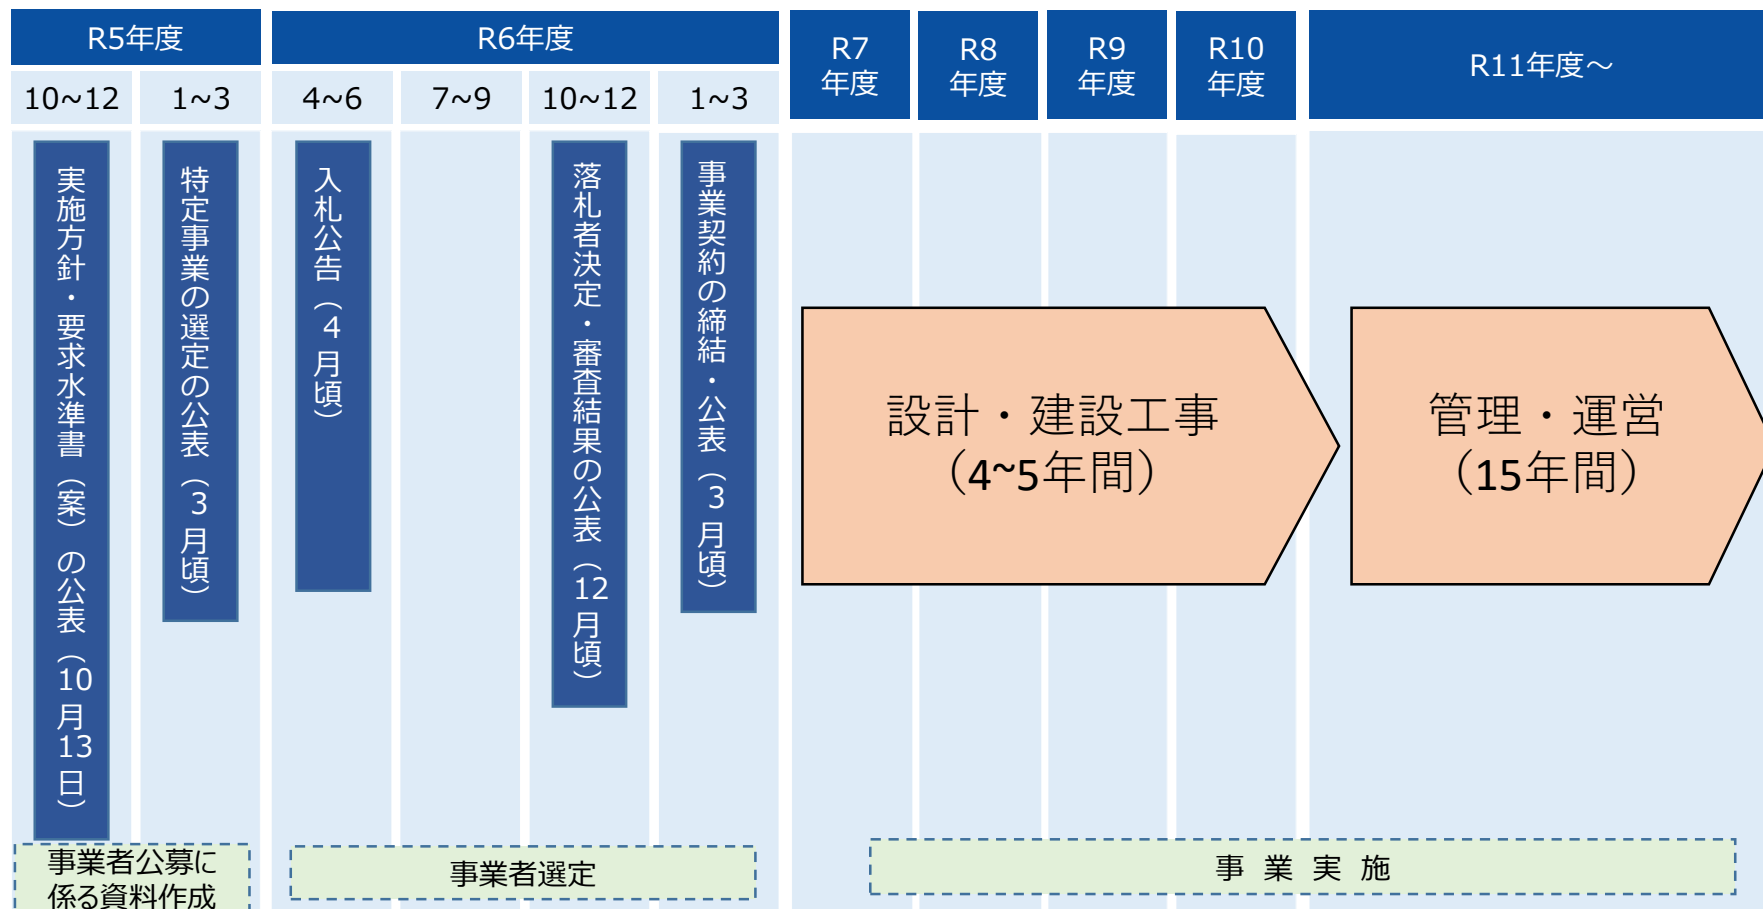 R5年度
R6年度
R7
年度
R8
年度
R9
年度
R10
年度
R11年度～
10~12
1~3
4~6
7~9
10~12
1~3
実施方針・要求水準書（案）の公表（10月13日）
特定事業の選定の公表（3月頃）
入札公告（4月頃）
落札者決定・審査結果の公表（12月頃）
事業契約の締結・公表（3月頃）
設計・建設工事
（4~5年間）
管理・運営
（15年間）
事業者公募に
係る資料作成
事業者選定
事 業 実 施